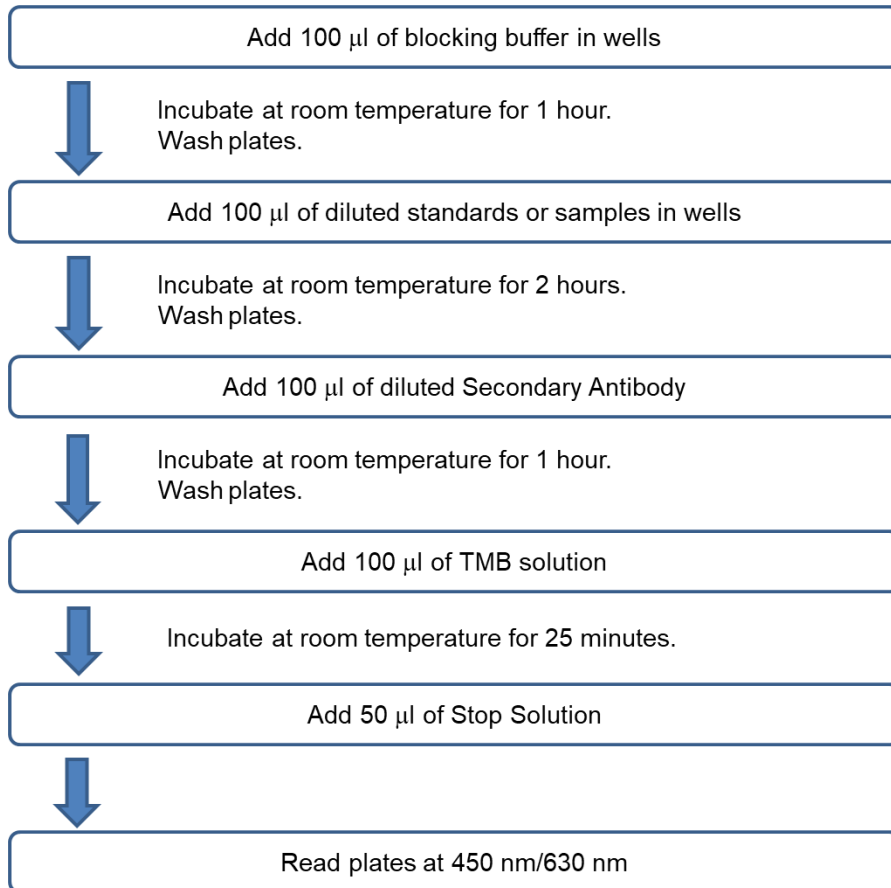 Add 100 μl of blocking buffer in wells
Incubate at room temperature for 1 hour.
Wash plates.
Add 100 μl of diluted standards or samples in wells
Incubate at room temperature for 2 hours.
Wash plates.
Add 100 μl of diluted Secondary Antibody
Incubate at room temperature for 1 hour.
Wash plates.
Add 100 μl of TMB solution
Incubate at room temperature for 25 minutes.
Add 50 μl of Stop Solution
Read plates at 450 nm/630 nm